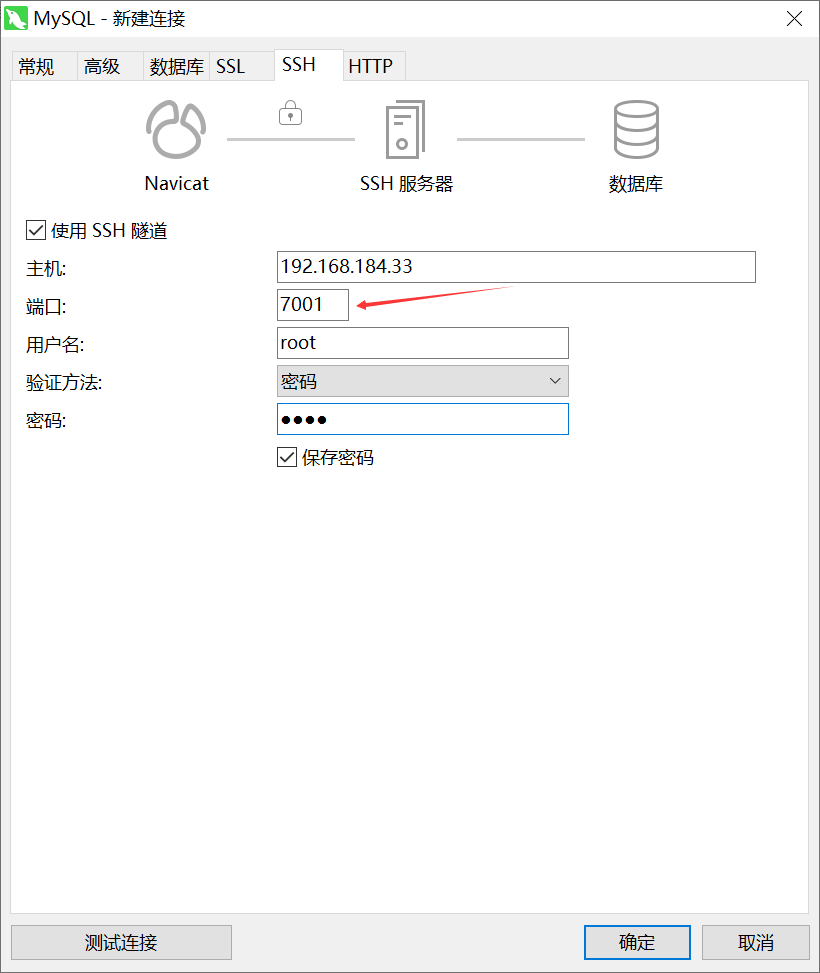 MySQL - 新建连接
常规 高级 数据库 SSL SSH HTTP
Navicat SSH 服务器 数据库
使用 SSH 隧道
主机: 192.168.184.33
端口: 7001
用户名: root
验证方法: 密码
密码: ●●●●
保存密码
测试连接 确定 取消